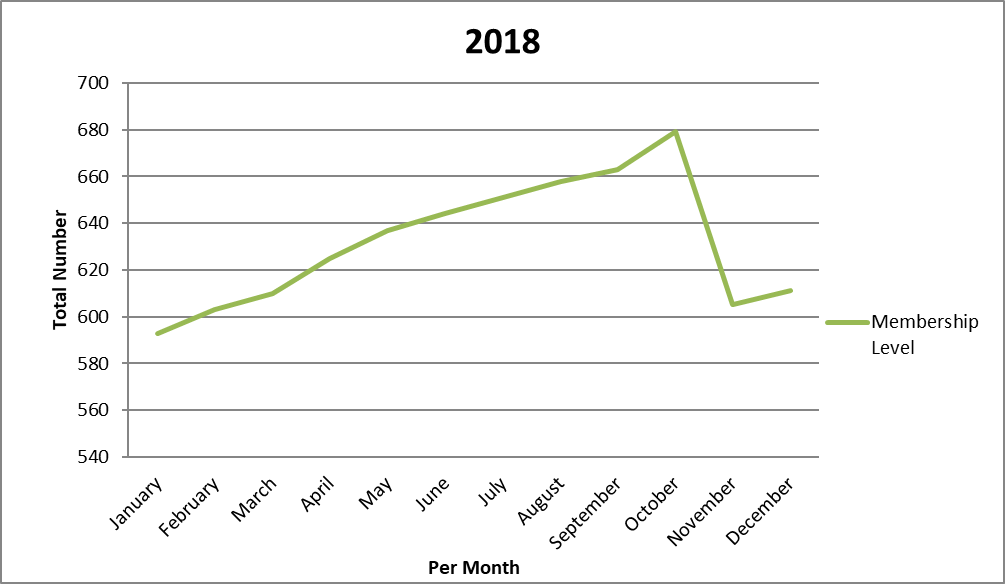 2018
700
680
660
640
620
600
580
560
540
Total Number
January
February
March
April
May
June
July
August
September
October
November
December
Per Month
Membership
Level